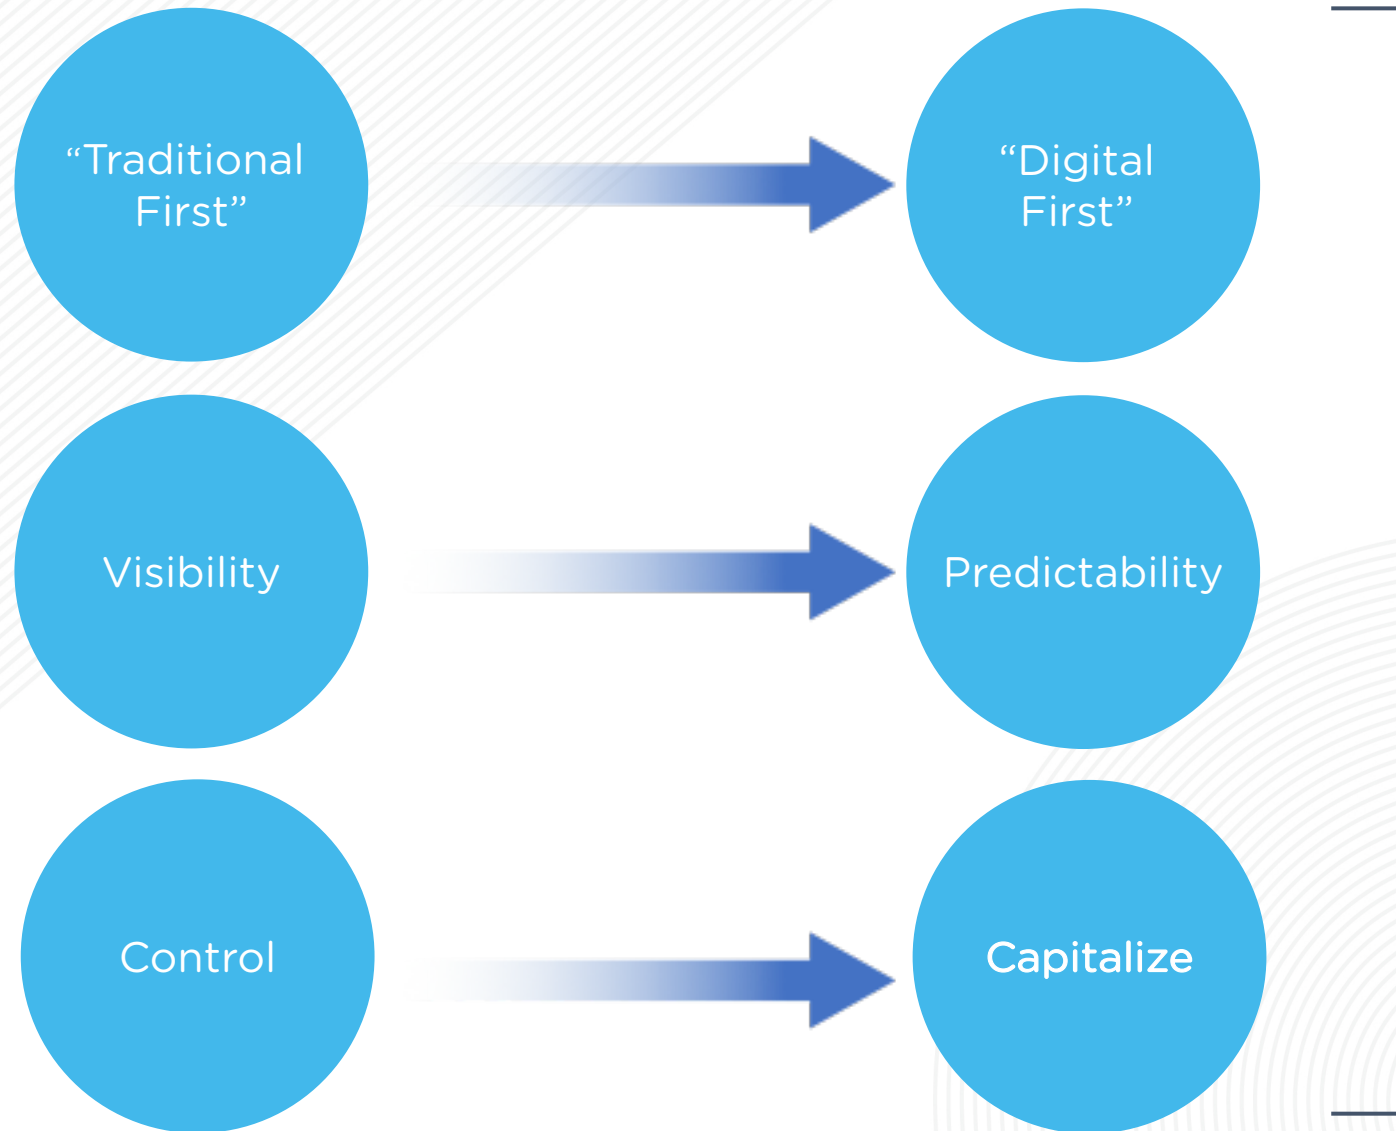 “Traditional
First”
“Digital
First”
Visibility
Predictability
Control
Capitalize